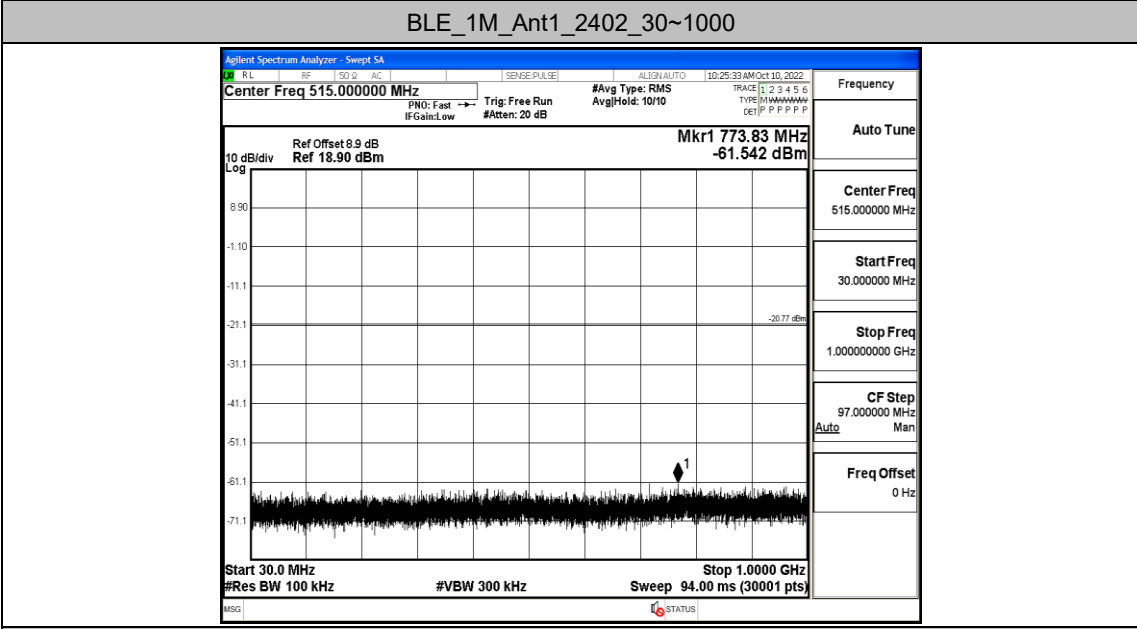 BLE_1M_Ant1_2402_30~1000
Agilent Spectrum Analyzer - Swept SA
RL RF 50 Ω AC SENSE:PULSE ALIGN AUTO 10:25:33 AM Oct 10, 2022
Center Freq 515.000000 MHz
PNO: Fast
IFGain:Low
Trig: Free Run
#Atten: 20 dB
#Avg Type: RMS
Avg|Hold: 10/10
TRACE 1 2 3 4 5 6
TYPE M WWWWW
DET P P P P P P
Ref Offset 8.9 dB
10 dB/div Ref 18.90 dBm
Log
Mkr1 773.83 MHz
-61.542 dBm
8.90
-1.10
-11.1
-21.1
-20.77 dBm
-31.1
-41.1
-51.1
-61.1
-71.1
1
Start 30.0 MHz
Stop 1.0000 GHz
#Res BW 100 kHz #VBW 300 kHz Sweep 94.00 ms (30001 pts)
MSG STATUS
Frequency
Auto Tune
Center Freq
515.000000 MHz
Start Freq
30.000000 MHz
Stop Freq
1.000000000 GHz
CF Step
97.000000 MHz
Auto Man
Freq Offset
0 Hz